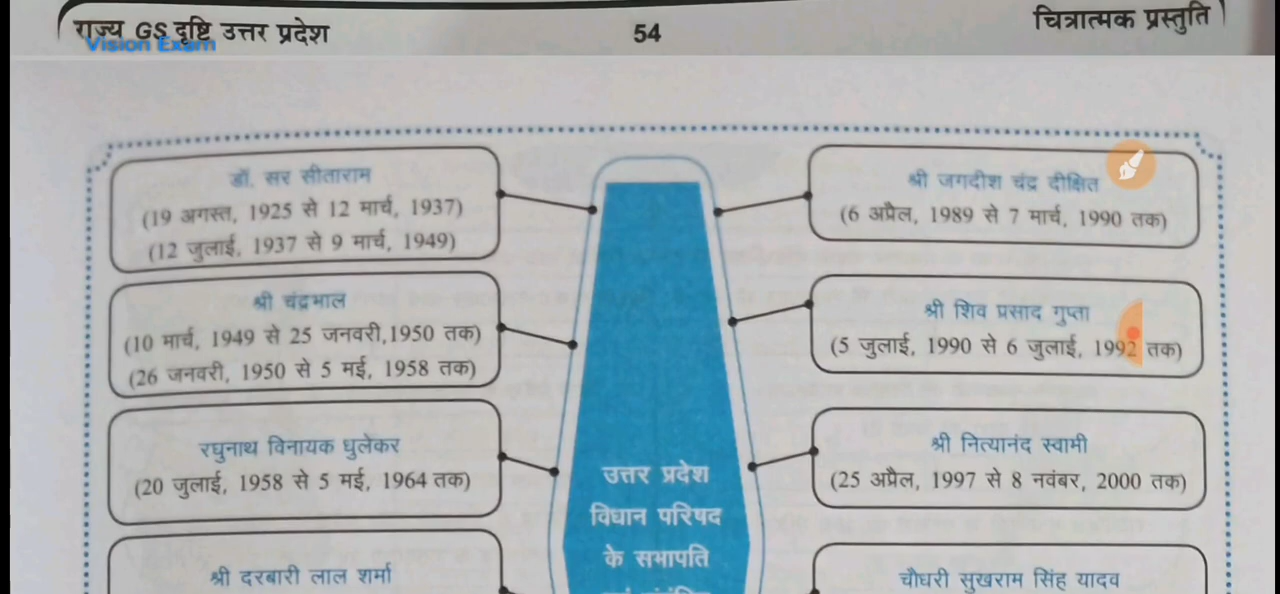 राज्य GS दृष्टि उत्तर प्रदेश
54
चित्रात्मक प्रस्तुति
Vision Exam
डॉ. सर सीताराम
(19 अगस्त, 1925 से 12 मार्च, 1937)
(12 जुलाई, 1937 से 9 मार्च, 1949)
श्री चंद्रभाल
(10 मार्च, 1949 से 25 जनवरी,1950 तक)
(26 जनवरी, 1950 से 5 मई, 1958 तक)
रघुनाथ विनायक धुलेकर
(20 जुलाई, 1958 से 5 मई, 1964 तक)
श्री दरबारी लाल शर्मा
उत्तर प्रदेश
विधान परिषद
के सभापति
श्री जगदीश चंद्र दीक्षित
(6 अप्रैल, 1989 से 7 मार्च, 1990 तक)
श्री शिव प्रसाद गुप्ता
(5 जुलाई, 1990 से 6 जुलाई, 1992 तक)
श्री नित्यानंद स्वामी
(25 अप्रैल, 1997 से 8 नवंबर, 2000 तक)
चौधरी सुखराम सिंह यादव